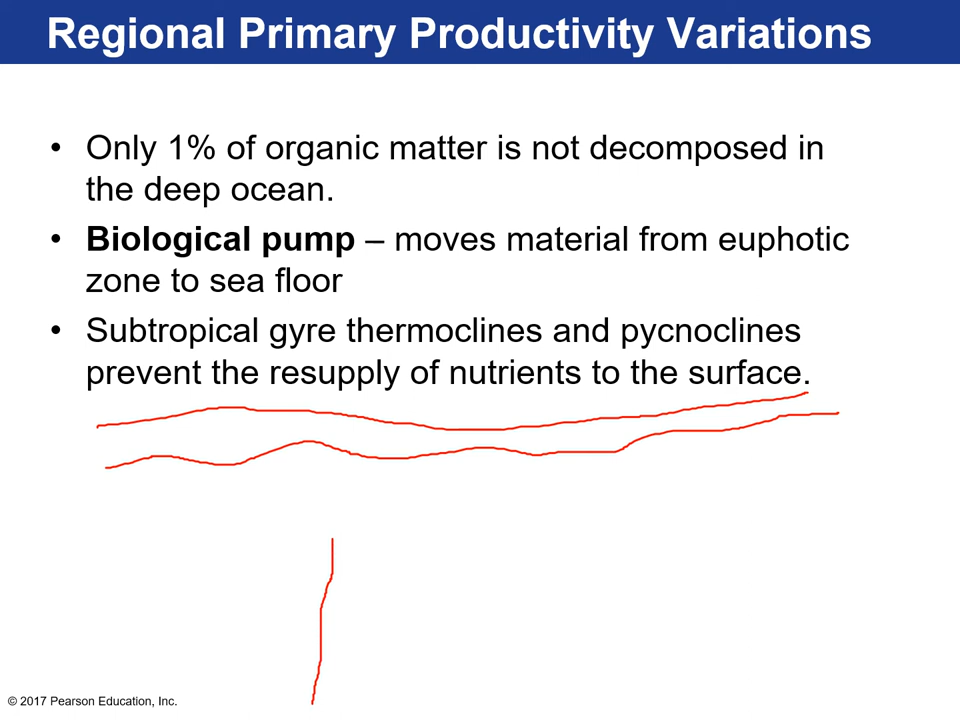 Regional Primary Productivity Variations
• Only 1% of organic matter is not decomposed in
the deep ocean.
• Biological pump – moves material from euphotic
zone to sea floor
• Subtropical gyre thermoclines and pycnoclines
prevent the resupply of nutrients to the surface.
© 2017 Pearson Education, Inc.